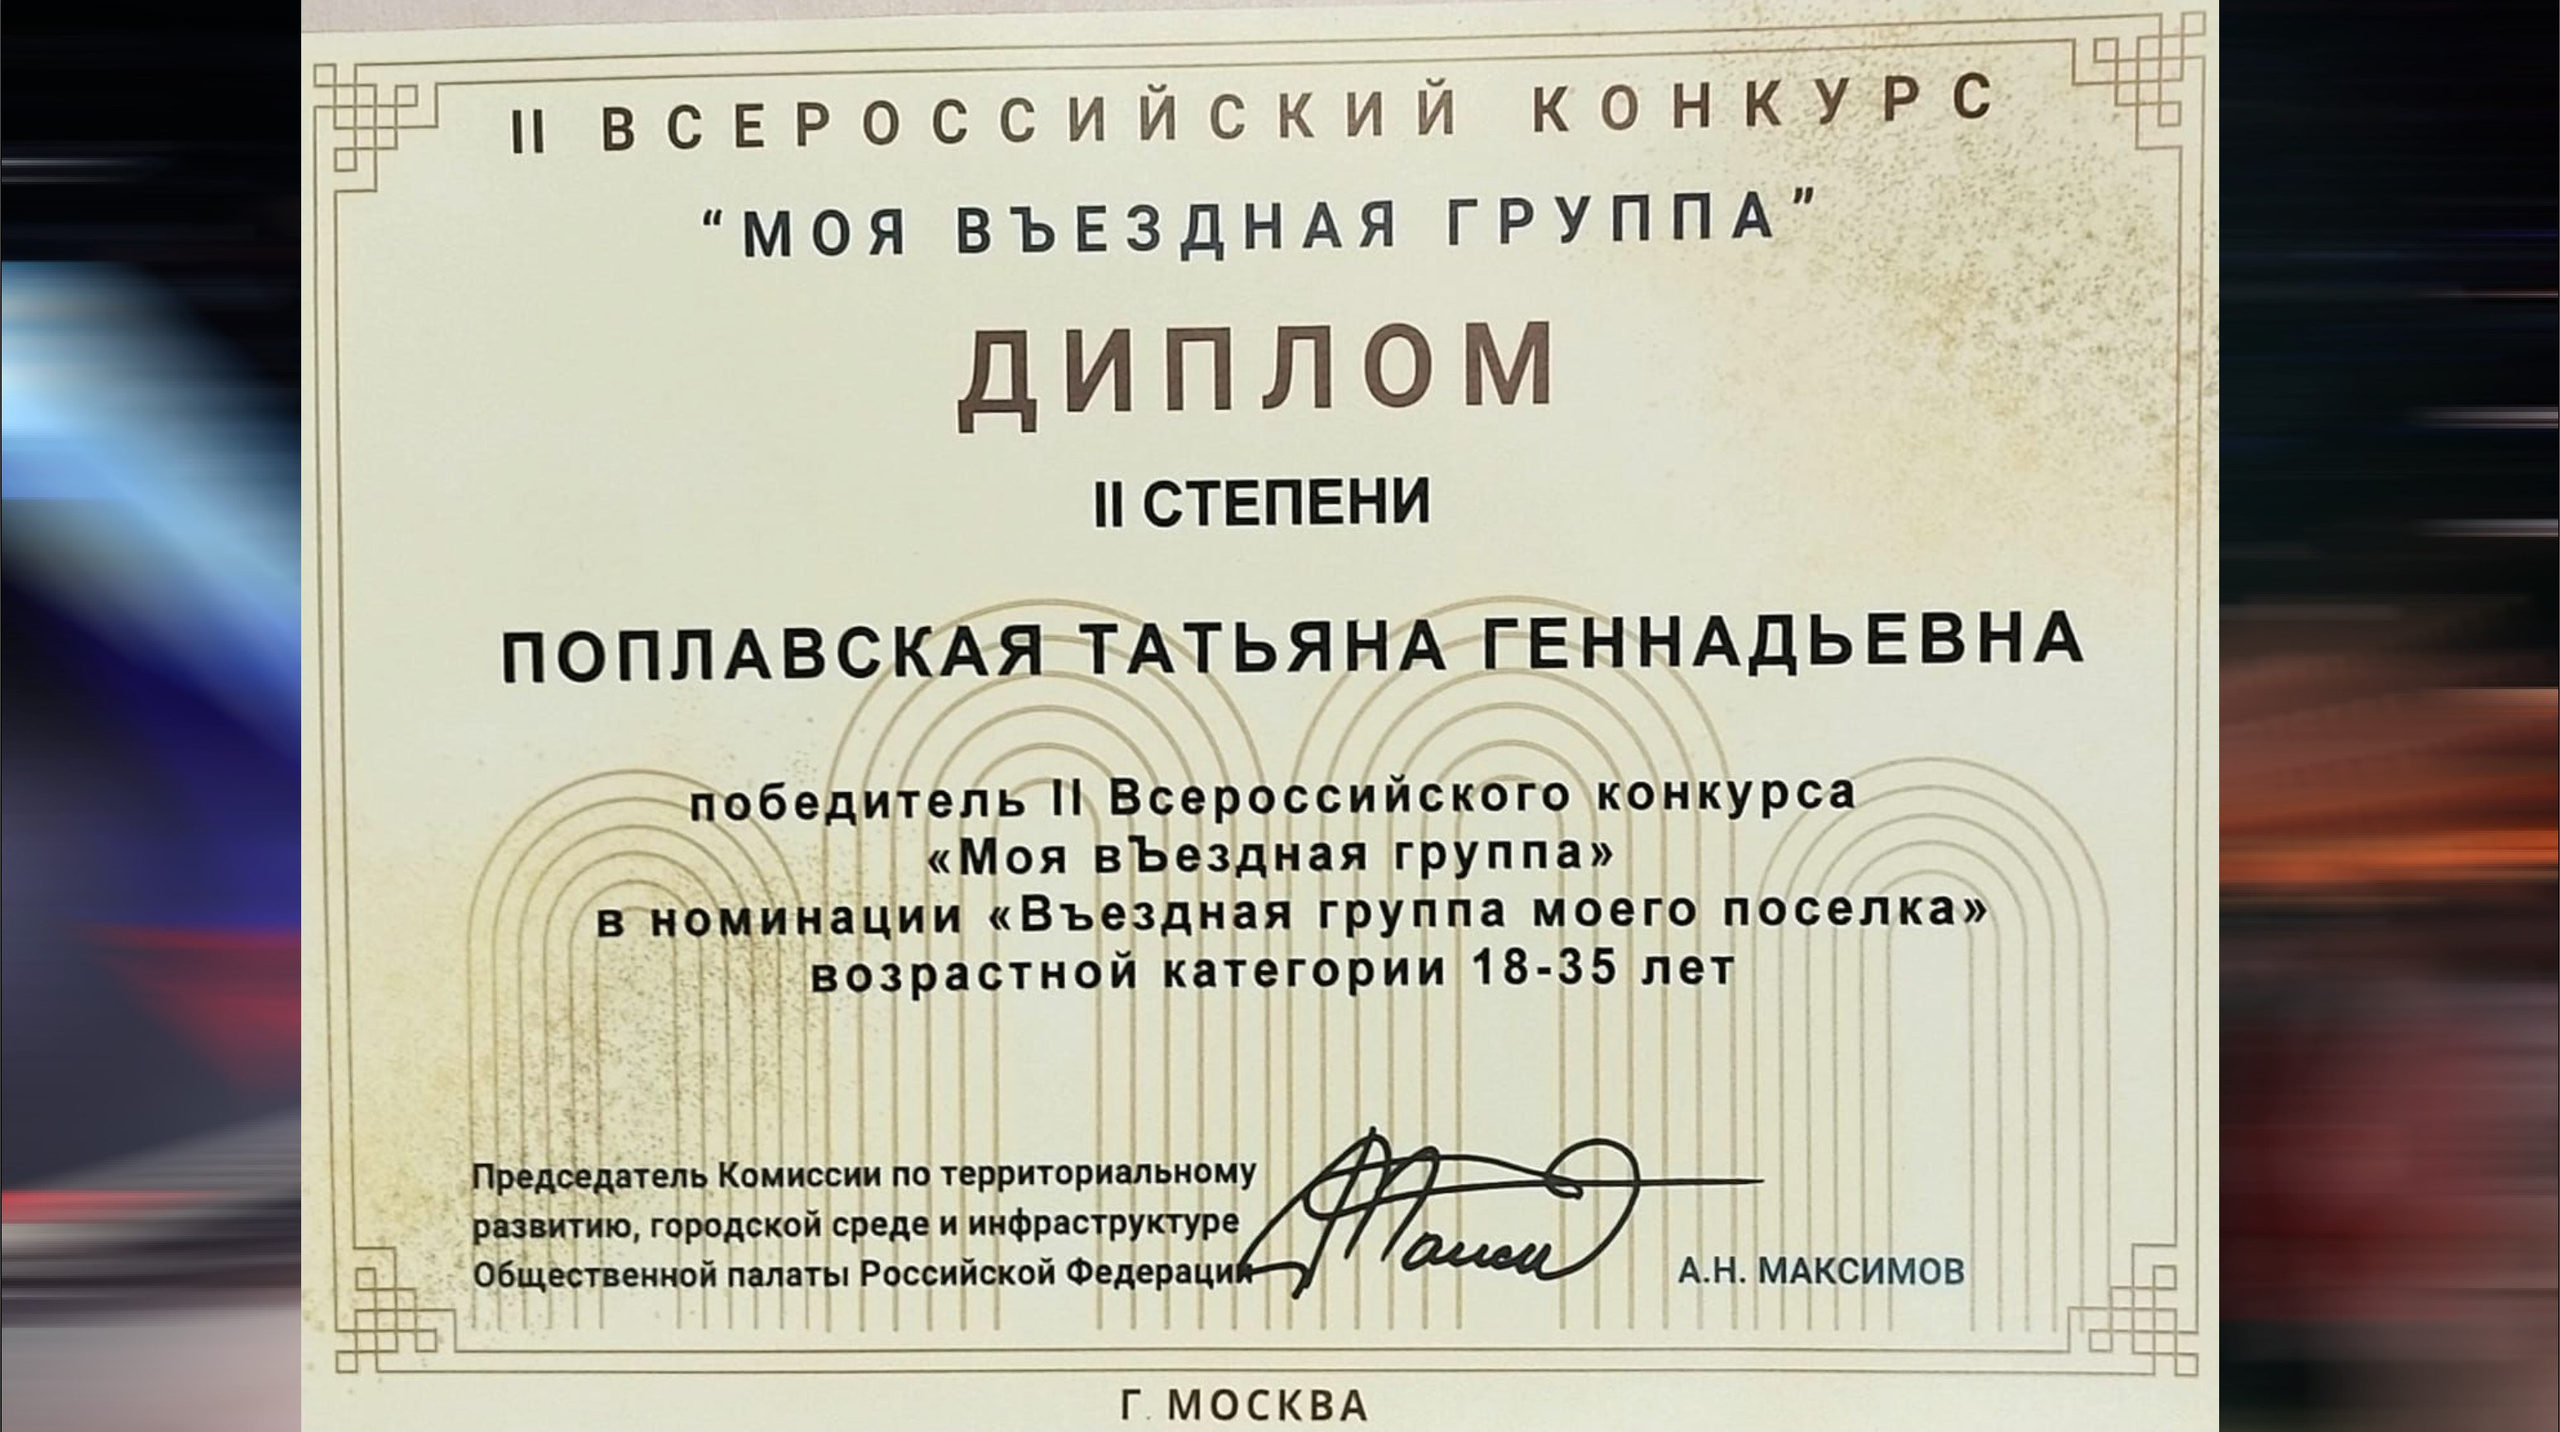 II ВСЕРОССИЙСКИЙ КОНКУРС
“МОЯ ВЪЕЗДНАЯ ГРУППА”
ДИПЛОМ
II СТЕПЕНИ
ПОПЛАВСКАЯ ТАТЬЯНА ГЕННАДЬЕВНА
победитель II Всероссийского конкурса
«Моя вЪездная группа»
в номинации «Въездная группа моего поселка»
возрастной категории 18-35 лет
Председатель Комиссии по территориальному
развитию, городской среде и инфраструктуре
Общественной палаты Российской Федерации
А.Н. МАКСИМОВ
Г. МОСКВА